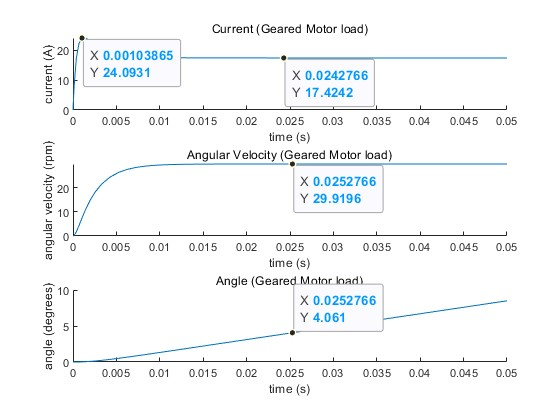 Current (Geared Motor load)
current (A)
20
10
0
X 0.00103865
Y 24.0931
X 0.0242766
Y 17.4242
0 0.005 0.01 0.015 0.02 0.025 0.03 0.035 0.04 0.045 0.05
time (s)
Angular Velocity (Geared Motor load)
angular velocity (rpm)
20
10
0
X 0.0252766
Y 29.9196
0 0.005 0.01 0.015 0.02 0.025 0.03 0.035 0.04 0.045 0.05
time (s)
Angle (Geared Motor load)
angle (degrees)
10
5
0
X 0.0252766
Y 4.061
0 0.005 0.01 0.015 0.02 0.025 0.03 0.035 0.04 0.045 0.05
time (s)